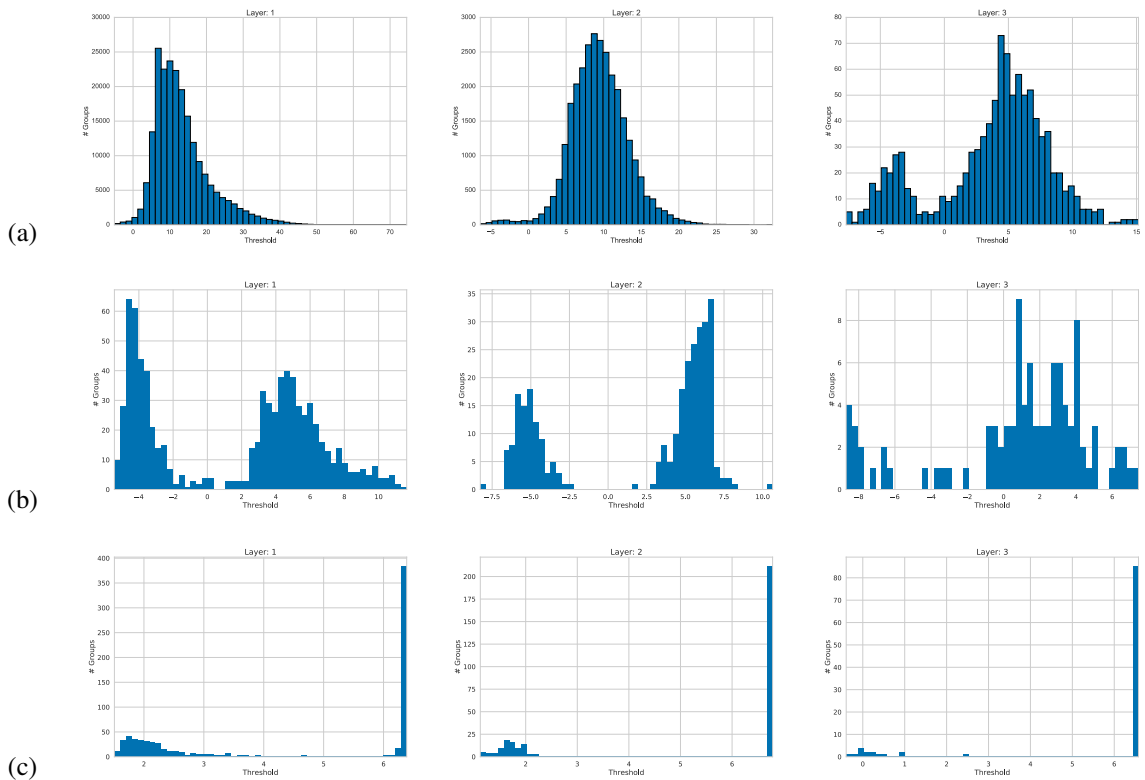 Layer: 1
30000
25000
20000
15000
10000
5000
0
# Groups
0 10 20 30 40 50 60 70
Threshold
Layer: 2
3000
2500
2000
1500
1000
500
0
# Groups
−5 0 5 10 15 20 25 30
Threshold
Layer: 3
80
70
60
50
40
30
20
10
0
# Groups
−5 0 5 10 15
Threshold
(a)
Layer: 1
60
50
40
30
20
10
0
# Groups
−4 −2 0 2 4 6 8 10
Threshold
Layer: 2
35
30
25
20
15
10
5
0
# Groups
−7.5 −5.0 −2.5 0.0 2.5 5.0 7.5 10.0
Threshold
Layer: 3
8
6
4
2
0
# Groups
−8 −6 −4 −2 0 2 4 6
Threshold
(b)
Layer: 1
400
350
300
250
200
150
100
50
0
# Groups
2 3 4 5 6
Threshold
Layer: 2
200
175
150
125
100
75
50
25
0
# Groups
2 3 4 5 6
Threshold
Layer: 3
80
70
60
50
40
30
20
10
0
# Groups
0 1 2 3 4 5 6
Threshold
(c)